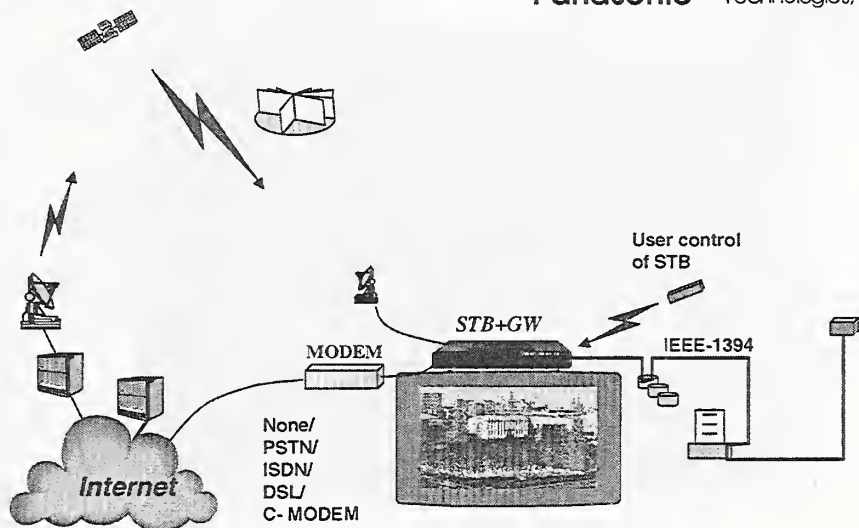 User control
of STB
STB+GW
IEEE-1394
MODEM
None/
PSTN/
ISDN/
DSL/
C- MODEM
Internet